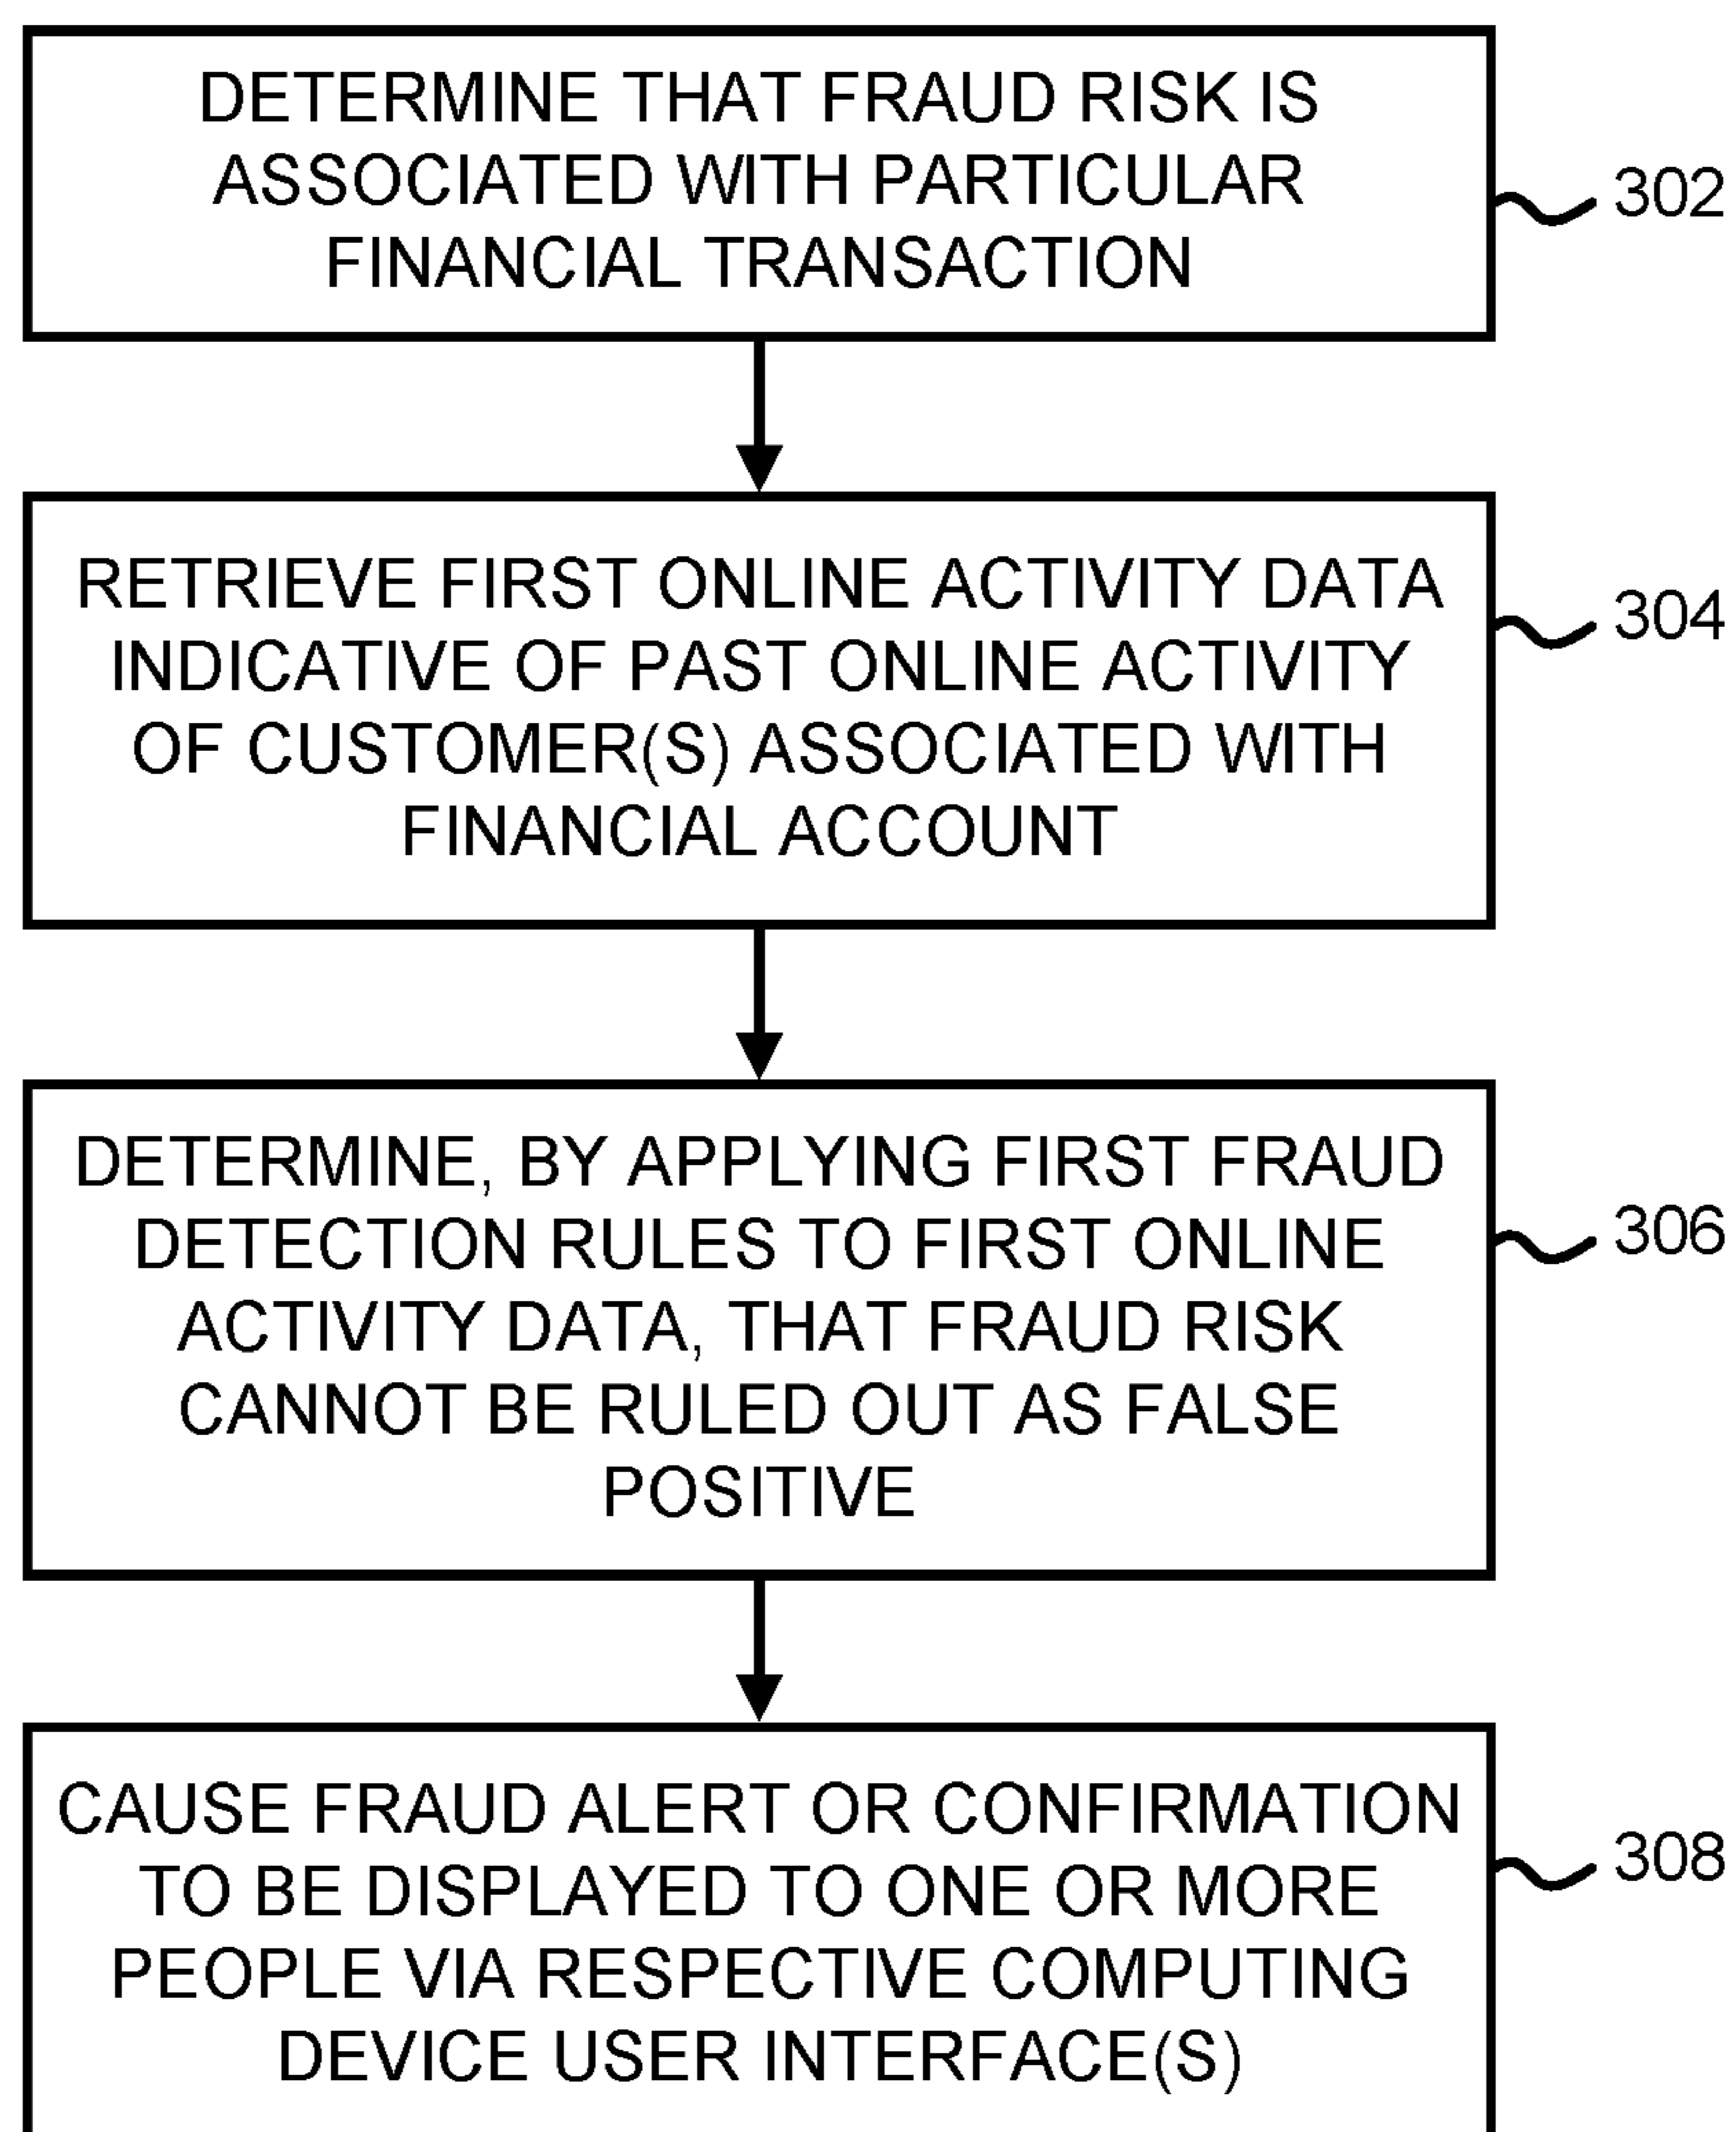 DETERMINE THAT FRAUD RISK IS
ASSOCIATED WITH PARTICULAR
FINANCIAL TRANSACTION
302
RETRIEVE FIRST ONLINE ACTIVITY DATA
INDICATIVE OF PAST ONLINE ACTIVITY
OF CUSTOMER(S) ASSOCIATED WITH
FINANCIAL ACCOUNT
304
DETERMINE, BY APPLYING FIRST FRAUD
DETECTION RULES TO FIRST ONLINE
ACTIVITY DATA, THAT FRAUD RISK
CANNOT BE RULED OUT AS FALSE
POSITIVE
306
CAUSE FRAUD ALERT OR CONFIRMATION
TO BE DISPLAYED TO ONE OR MORE
PEOPLE VIA RESPECTIVE COMPUTING
DEVICE USER INTERFACE(S)
308